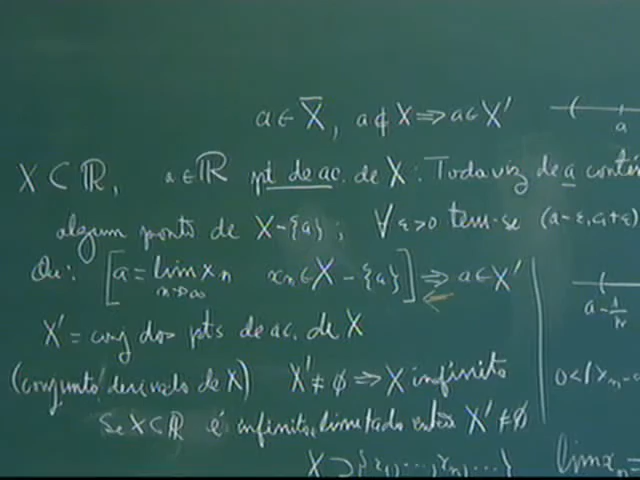 a ∈ X̄, a ∉ X ⇒ a ∈ X'
a
X ⊂ ℝ, a ∈ ℝ pt de ac. de X : Toda viz de a contém
algum ponto de X-{a}; ∀ ε>0 tem-se (a-ε, a+ε)
Ou: [a = lim xₙ xₙ ∈ X - {a}] ⇒ a ∈ X'
n→∞
a - 1/n
X' = conj dos pts de ac. de X
(conjunto derivado de X) X' ≠ ∅ ⇒ X infinito
0 < |xₙ - a
Se X ⊂ ℝ é infinito, limitado então X' ≠ ∅
X ⊃ {x₁, ..., xₙ, ...}
lim xₙ =